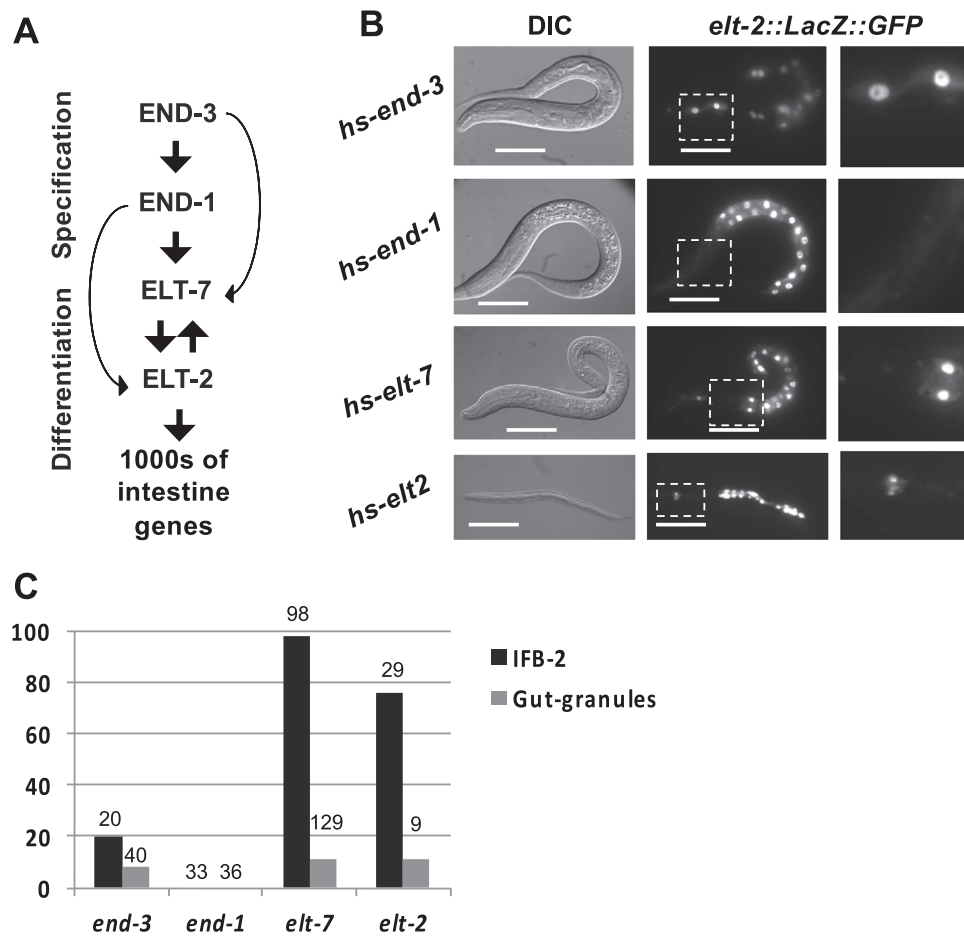 A
Specification
Differentiation
END-3
END-1
ELT-7
ELT-2
1000s of
intestine
genes
B
DIC
elt-2::LacZ::GFP
hs-end-3
hs-end-1
hs-elt-7
hs-elt2
C
100
80
60
40
20
0
20
40
33
36
98
129
29
9
end-3
end-1
elt-7
elt-2
IFB-2
Gut-granules